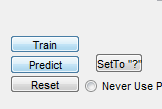 Train
Predict
SetTo "?"
Reset
Never Use P